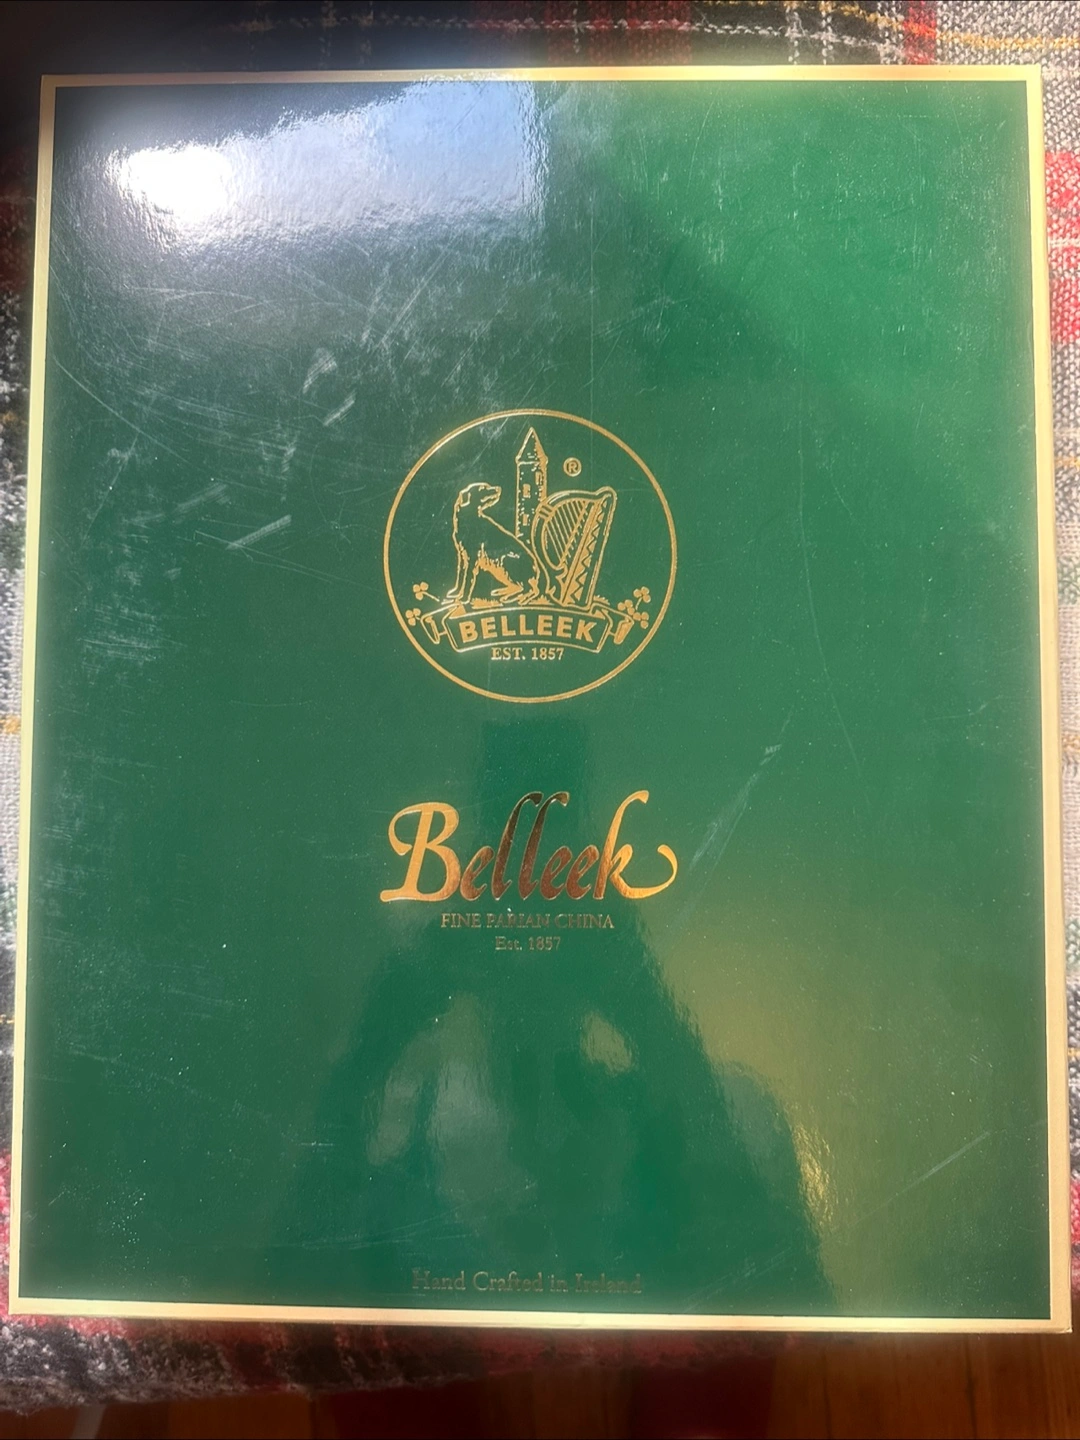 ®
BELLEEK
EST. 1857
Belleek
FINE PARIAN CHINA
Est. 1857
Hand Crafted in Ireland